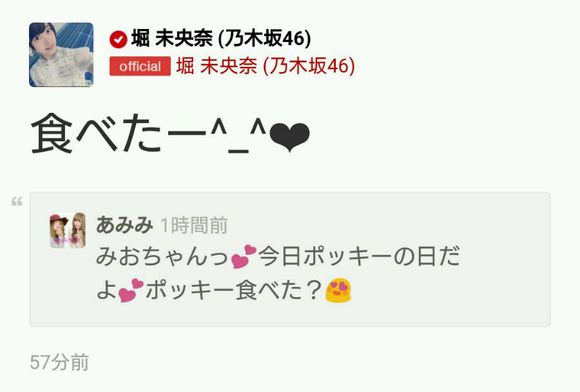 堀 未央奈 (乃木坂46)
official 堀 未央奈 (乃木坂46)
食べたー^_^❤
❝
あみみ 1時間前
みおちゃんっ💕今日ポッキーの日だ
よ💕ポッキー食べた？😍
57分前